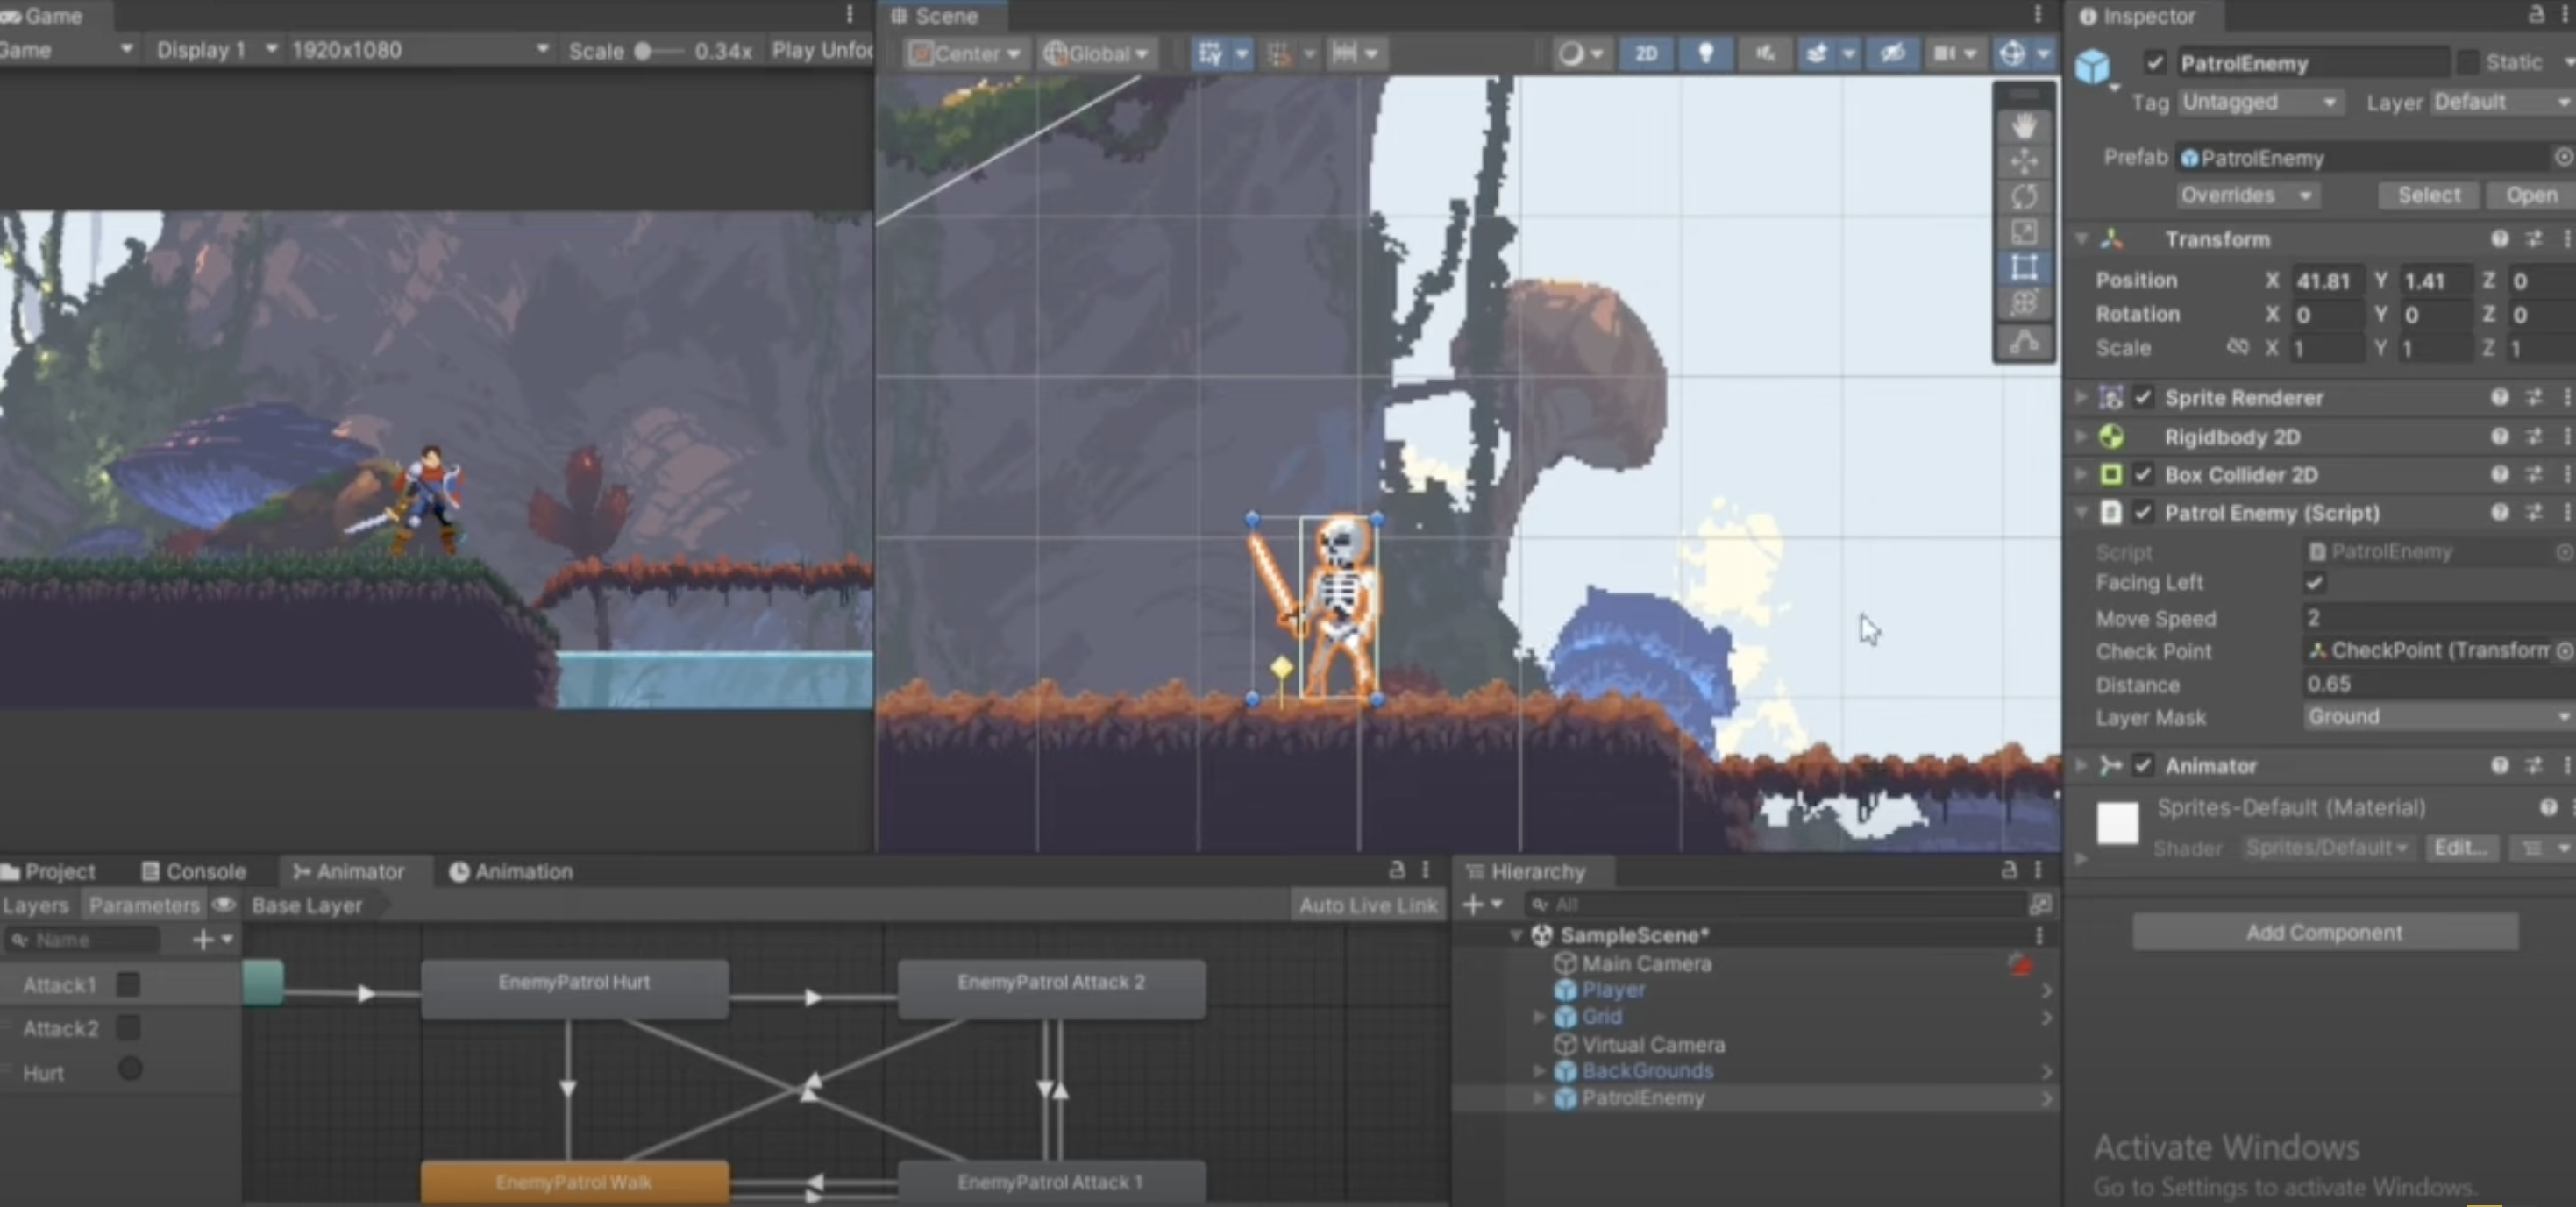 Game
Game Display 1 1920x1080 Scale 0.34x Play Unfoc
Scene
Center Global 2D
Inspector
PatrolEnemy Static
Tag Untagged Layer Default
Prefab PatrolEnemy
Overrides Select Open
Transform
Position X 41.81 Y 1.41 Z 0
Rotation X 0 Y 0 Z 0
Scale X 1 Y 1 Z 1
Sprite Renderer
Rigidbody 2D
Box Collider 2D
Patrol Enemy (Script)
Script PatrolEnemy
Facing Left
Move Speed 2
Check Point CheckPoint (Transform
Distance 0.65
Layer Mask Ground
Animator
Sprites-Default (Material)
Shader Sprites/Default Edit...
Add Component
Project Console Animator Animation
Layers Parameters Base Layer Auto Live Link
Name
Attack1
Attack2
Hurt
EnemyPatrol Hurt EnemyPatrol Attack 2
EnemyPatrol Walk EnemyPatrol Attack 1
Hierarchy
All
SampleScene*
Main Camera
Player
Grid
Virtual Camera
BackGrounds
PatrolEnemy
Activate Windows
Go to Settings to activate Windows.